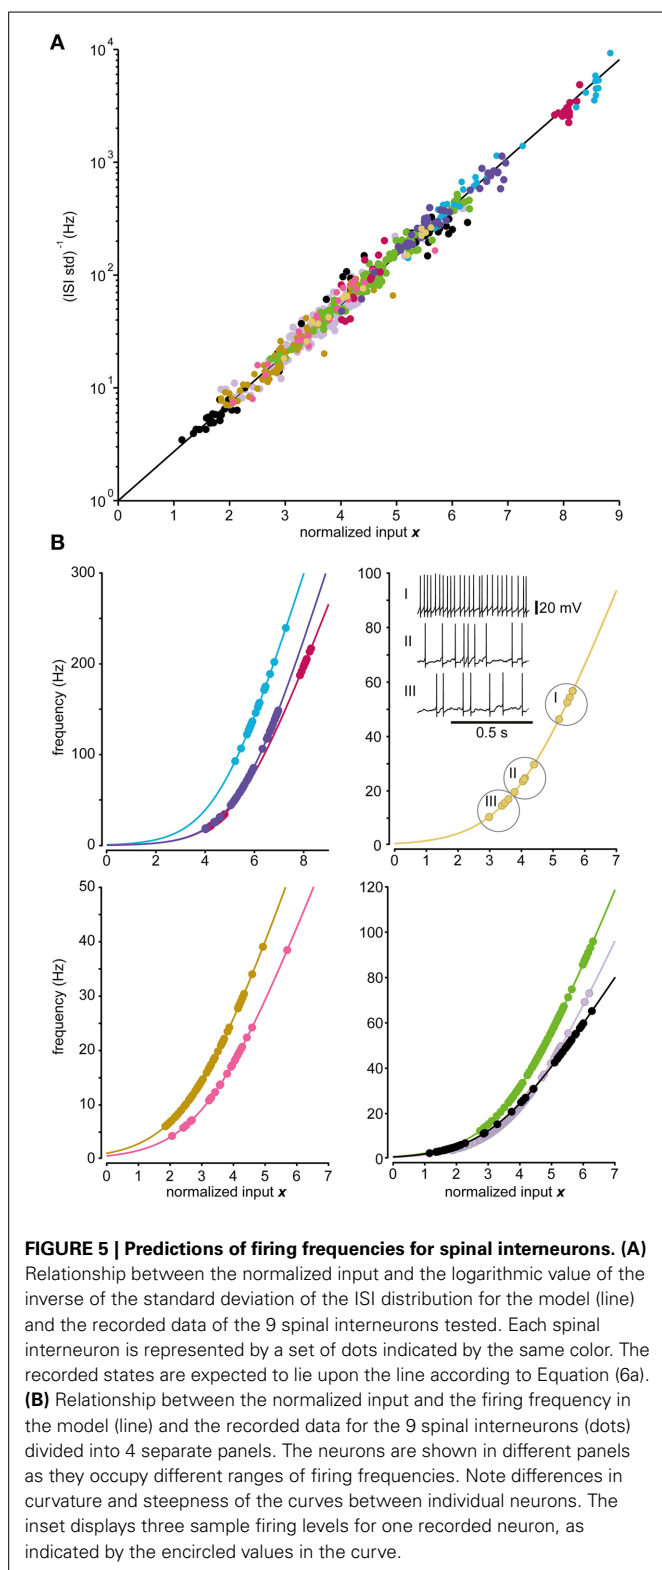 A
10^4
10^3
10^2
10^1
10^0
(ISI std)^-1 (Hz)
0 1 2 3 4 5 6 7 8 9
normalized input x
B
300
200
100
0
frequency (Hz)
0 2 4 6 8
100
80
60
40
20
0
I
II
III
20 mV
0.5 s
I
II
III
0 1 2 3 4 5 6 7
50
40
30
20
10
0
frequency (Hz)
0 1 2 3 4 5 6 7
normalized input x
120
100
80
60
40
20
0
0 1 2 3 4 5 6 7
normalized input x
FIGURE 5 | Predictions of firing frequencies for spinal interneurons. (A)
Relationship between the normalized input and the logarithmic value of the
inverse of the standard deviation of the ISI distribution for the model (line)
and the recorded data of the 9 spinal interneurons tested. Each spinal
interneuron is represented by a set of dots indicated by the same color. The
recorded states are expected to lie upon the line according to Equation (6a).
(B) Relationship between the normalized input and the firing frequency in
the model (line) and the recorded data for the 9 spinal interneurons (dots)
divided into 4 separate panels. The neurons are shown in different panels
as they occupy different ranges of firing frequencies. Note differences in
curvature and steepness of the curves between individual neurons. The
inset displays three sample firing levels for one recorded neuron, as
indicated by the encircled values in the curve.